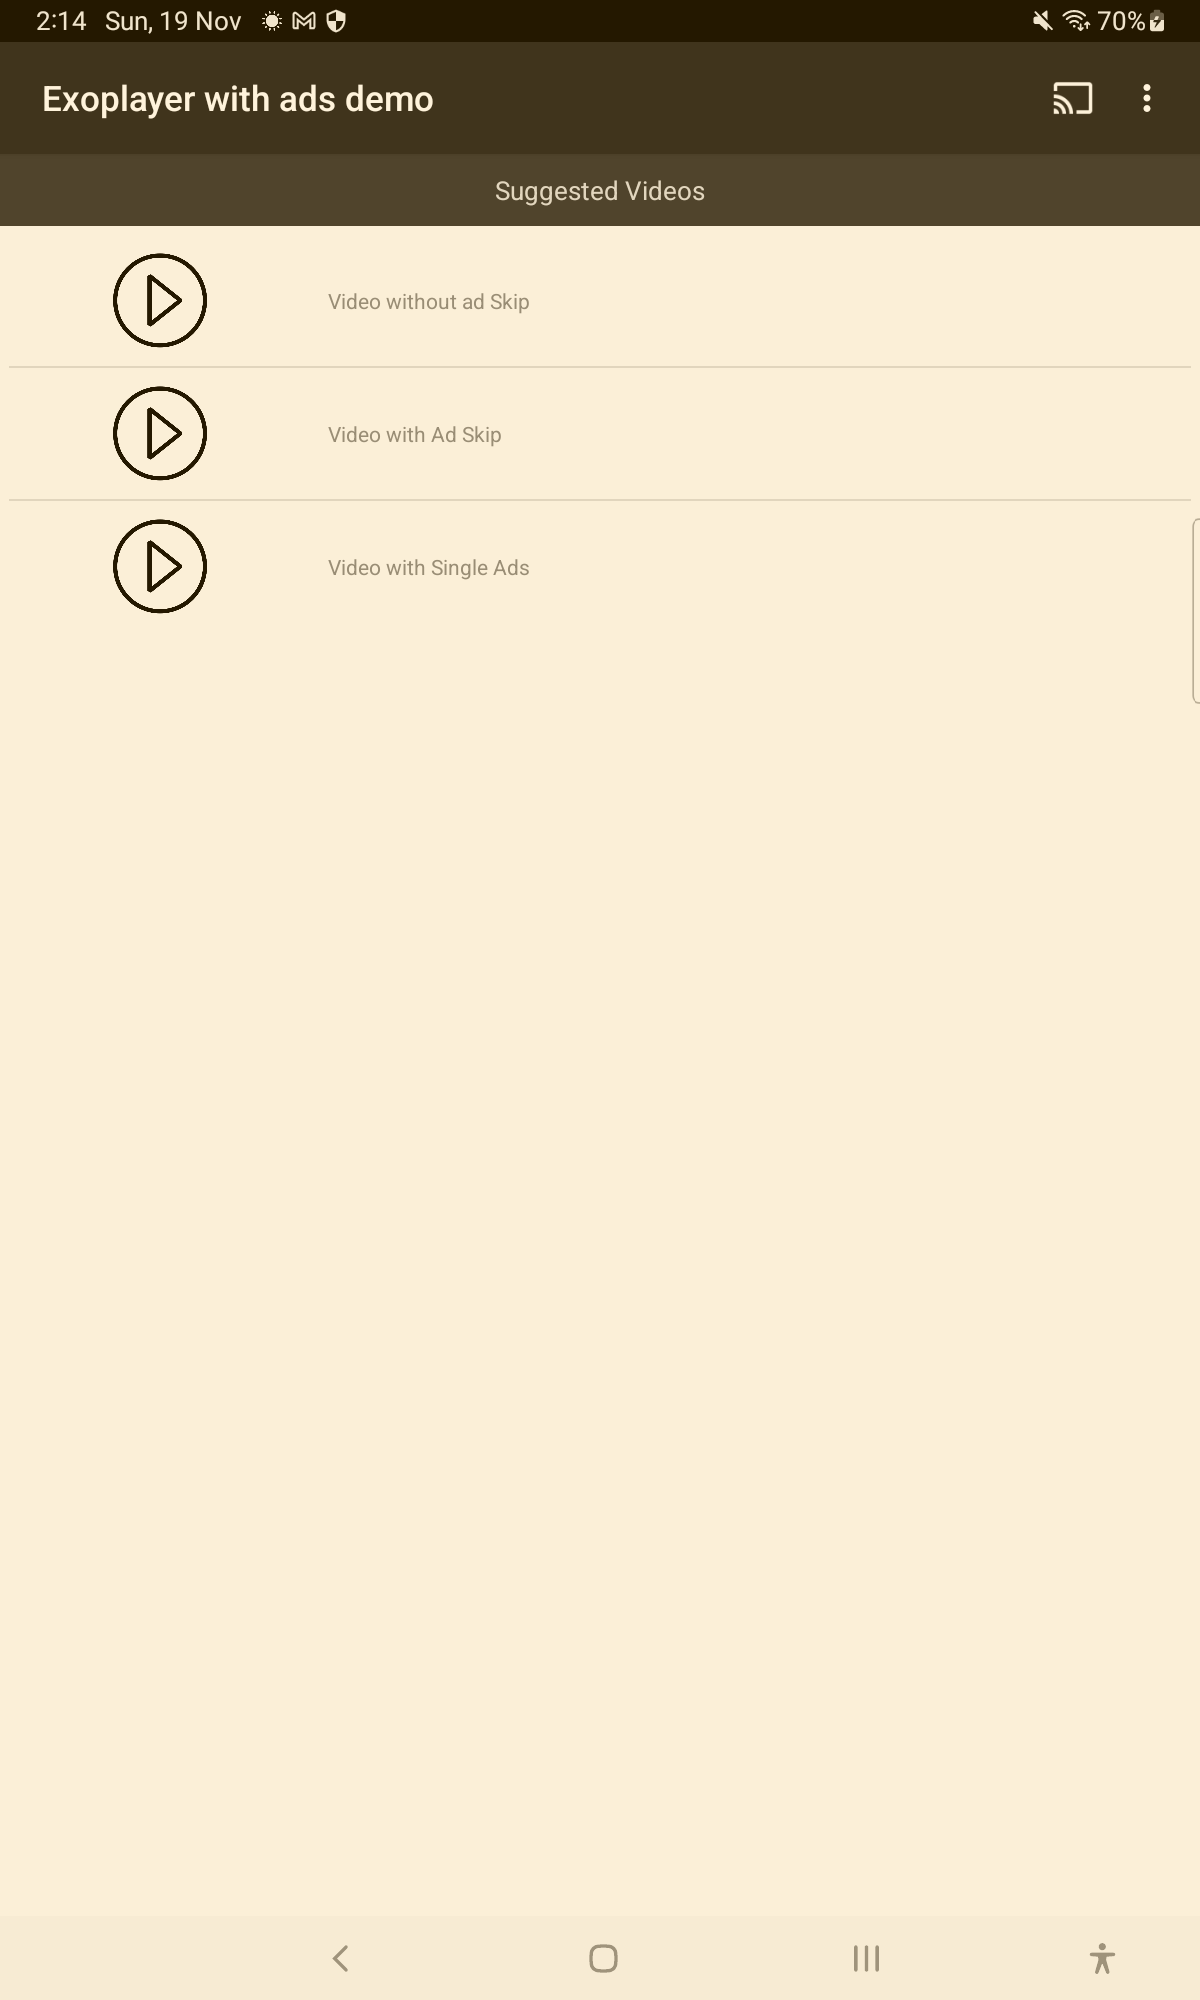 2:14 Sun, 19 Nov 70%
Exoplayer with ads demo
Suggested Videos
Video without ad Skip
Video with Ad Skip
Video with Single Ads